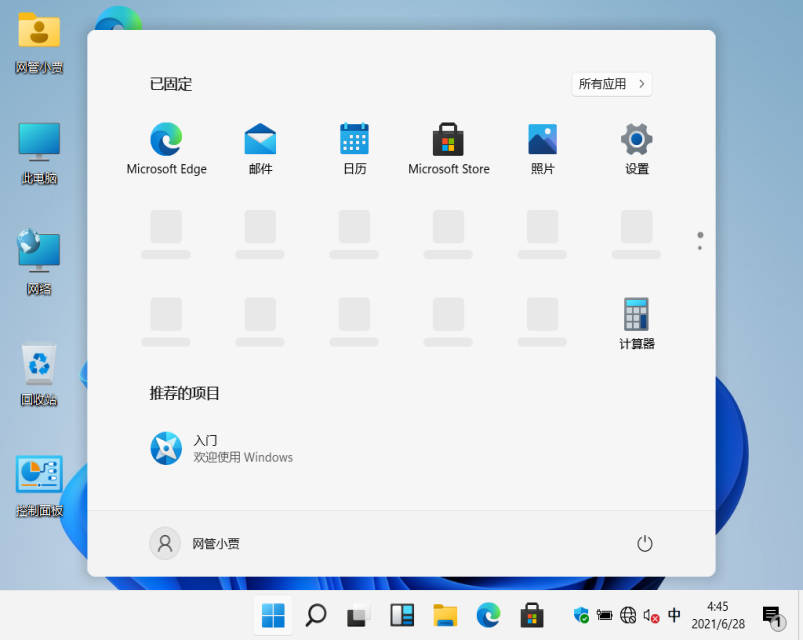 网管小贾
此电脑
网络
回收站
控制面板
已固定
所有应用
Microsoft Edge
邮件
日历
Microsoft Store
照片
设置
计算器
推荐的项目
入门
欢迎使用 Windows
网管小贾
中
4:45
2021/6/28
1